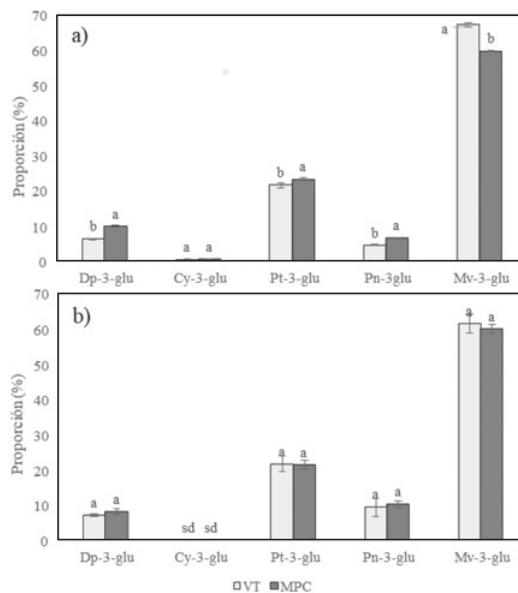 a)
Proporción (%)
70
60
50
40
30
20
10
0
b a
a a
b a
b a
a b
Dp-3-glu Cy-3-glu Pt-3-glu Pn-3glu Mv-3-glu
b)
Proporción (%)
70
60
50
40
30
20
10
0
a a
sd sd
a a
a a
a a
Dp-3-glu Cy-3-glu Pt-3-glu Pn-3-glu Mv-3-glu
VT MPC